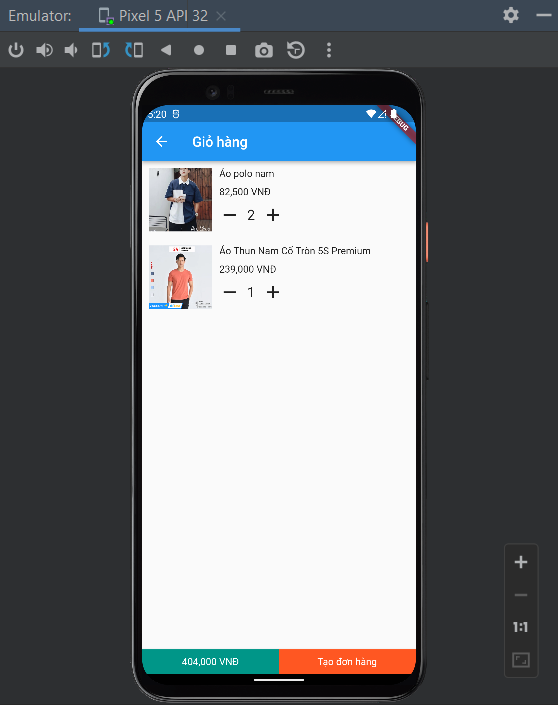 Emulator: Pixel 5 API 32
5:20
DEBUG
Giỏ hàng
Áo polo nam
82,500 VNĐ
2
Áo Thun Nam Cổ Tròn 5S Premium
239,000 VNĐ
1
404,000 VNĐ
Tạo đơn hàng
1:1